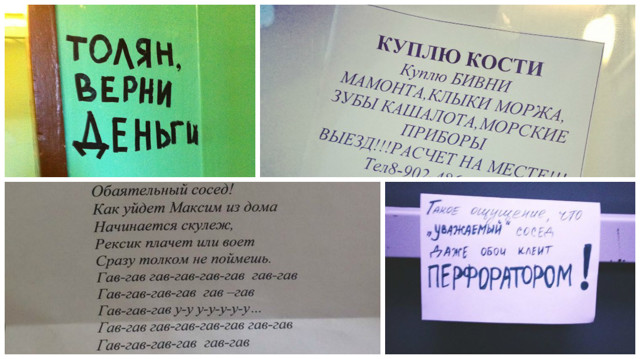 ТОЛЯН,
ВЕРНИ
ДЕНЬГИ
КУПЛЮ КОСТИ
Куплю БИВНИ
МАМОНТА,КЛЫКИ МОРЖА,
ЗУБЫ КАШАЛОТА,МОРСКИЕ
ПРИБОРЫ
ВЫЕЗД!!!РАСЧЕТ НА МЕСТЕ!!!
Тел8-902
Обаятельный сосед!
Как уйдет Максим из дома
Начинается скулеж,
Рексик плачет или воет
Сразу толком не поймешь.
Гав-гав гав-гав-гав-гав гав-гав
Гав-гав-гав-гав гав –гав
Гав-гав-гав у-у у-у-у-у-у…
Гав-гав гав-гав-гав-гав гав-гав
Гав-гав-гав-гав гав-гав
Такое ощущение, что
„уважаемый" сосед
даже обои клеит
ПЕРФОРАТОРОМ!